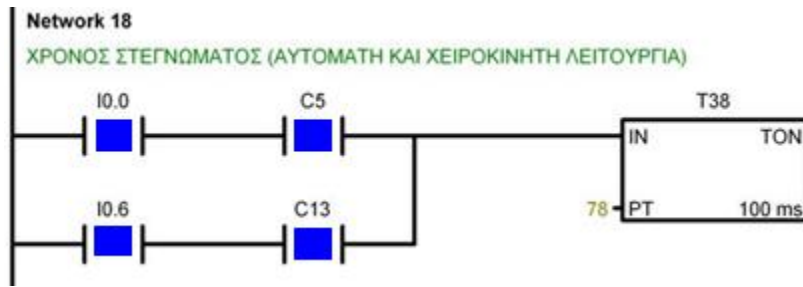 Network 18
ΧΡΟΝΟΣ ΣΤΕΓΝΩΜΑΤΟΣ (ΑΥΤΟΜΑΤΗ ΚΑΙ ΧΕΙΡΟΚΙΝΗΤΗ ΛΕΙΤΟΥΡΓΙΑ)
I0.0 C5 T38
IN TON
I0.6 C13
78 PT 100 ms